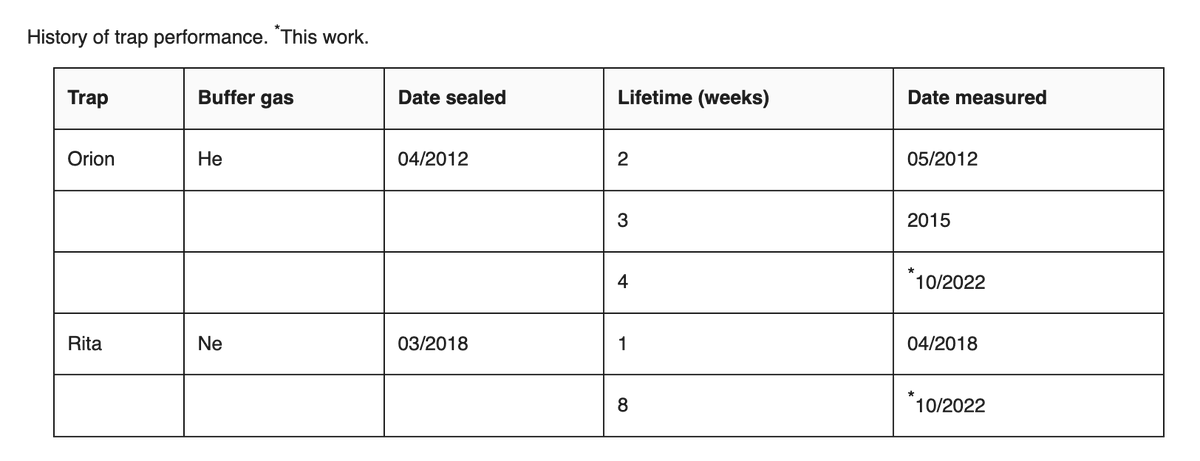 History of trap performance. *This work.
Trap Buffer gas Date sealed Lifetime (weeks) Date measured
Orion He 04/2012 2 05/2012
3 2015
4 *10/2022
Rita Ne 03/2018 1 04/2018
8 *10/2022